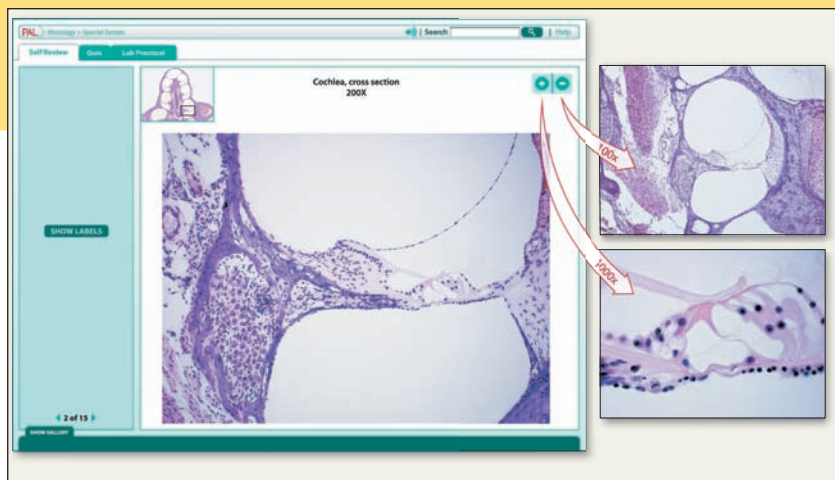 PAL Histology > Special Senses
Search
Help
Self Review
Quiz
Lab Practical
Cochlea, cross section
200X
SHOW LABELS
2 of 15
SHOW GALLERY
100x
1000x